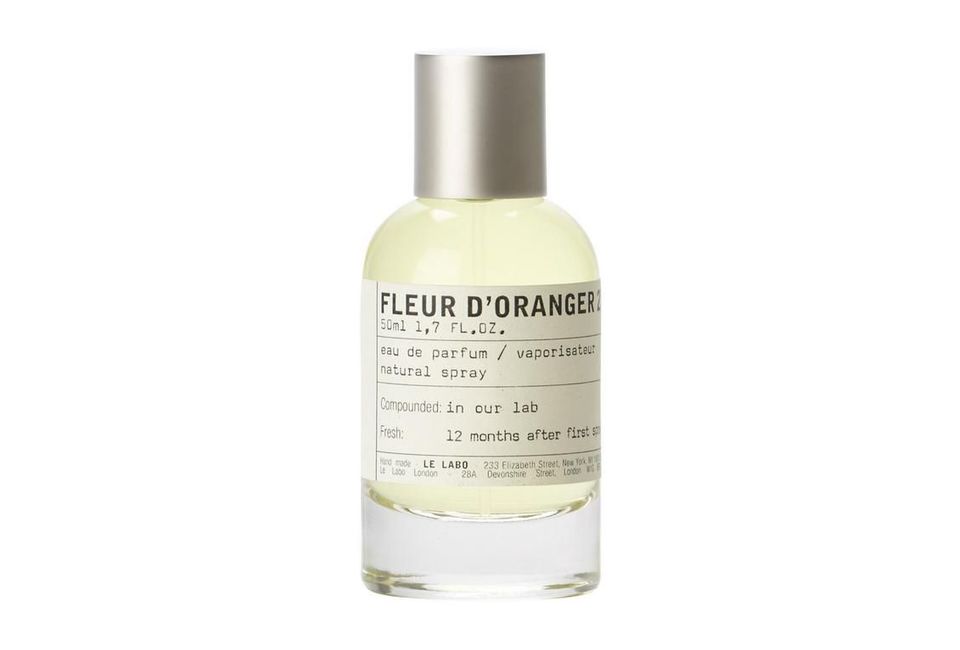 FLEUR D'ORANGER 2
50ml 1,7 FL.OZ.
eau de parfum / vaporisateur
natural spray
Compounded: in our lab
Fresh: 12 months after first
Hand made - LE LABO - 233 Elizabeth Street, New York,
Le Labo London - 28A Devonshire Street, London